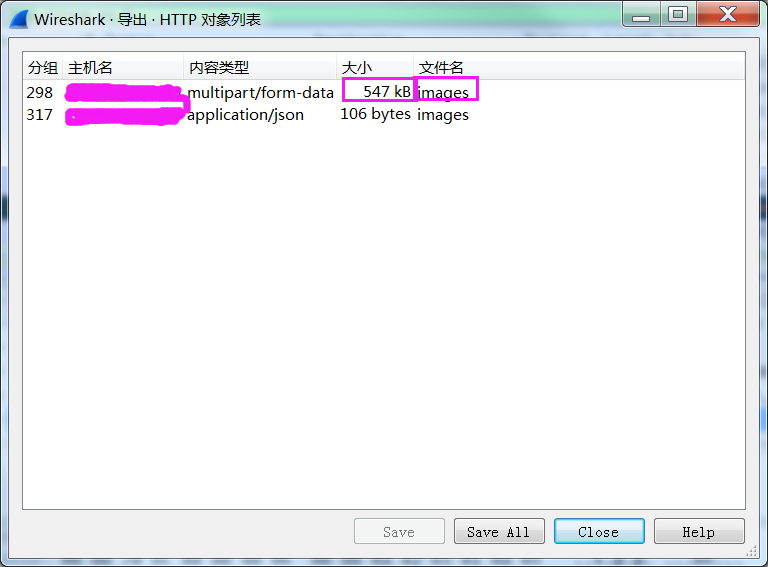 Wireshark · 导出 · HTTP 对象列表
分组 主机名 内容类型 大小 文件名
298 multipart/form-data 547 kB images
317 application/json 106 bytes images
Save Save All Close Help